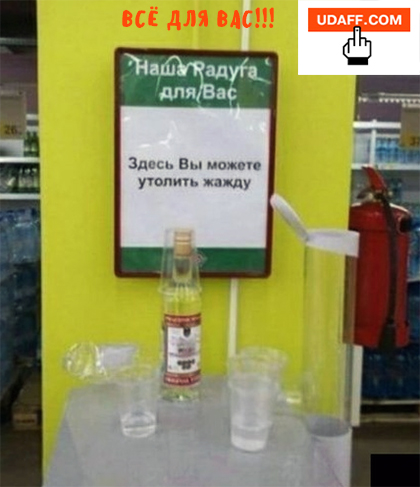 ВСЁ ДЛЯ ВАС!!!
UDAFF.COM
Наша Радуга
для Вас
Здесь Вы можете
утолить жажду